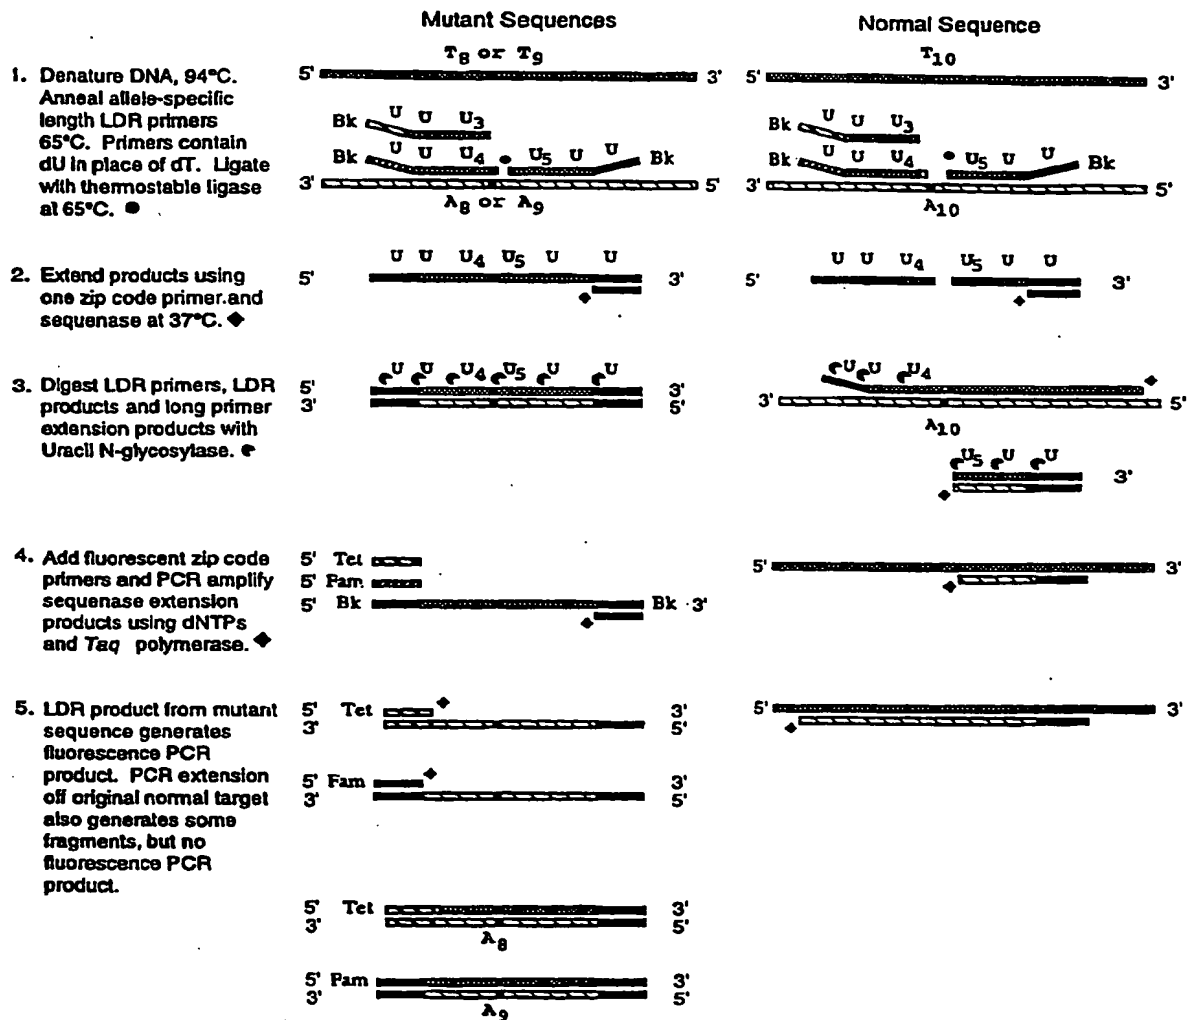 Mutant Sequences
Normal Sequence
T8 or T9
T10
1. Denature DNA, 94°C.
Anneal allele-specific
length LDR primers
65°C. Primers contain
dU in place of dT. Ligate
with thermostable ligase
at 65°C.
5' 3' 5' 3'
Bk U U U3
Bk U U U3
Bk U U U4 U5 U U Bk
Bk U U U4 U5 U U Bk
3' 5' 3' 5'
A8 or A9
A10
2. Extend products using
one zip code primer.and
sequenase at 37°C.
U U U4 U5 U U
U U U4 U5 U U
5' 3' 5' 3'
3. Digest LDR primers, LDR
products and long primer
extension products with
Uracil N-glycosylase.
U U U4 U5 U U
U U U4
5' 3'
3' 5' 3' 5'
A10
U5 U U
3'
4. Add fluorescent zip code
primers and PCR amplify
sequenase extension
products using dNTPs
and Taq polymerase.
5' Tet
5' Fam
5' Bk Bk 3'
5' 3'
5. LDR product from mutant
sequence generates
fluorescence PCR
product. PCR extension
off original normal target
also generates some
fragments, but no
fluorescence PCR
product.
5' Tet 3'
3' 5'
5' 3'
5' Fam 3'
3' 5'
5' Tet 3'
3' 5'
A8
5' Fam 3'
3' 5'
A9